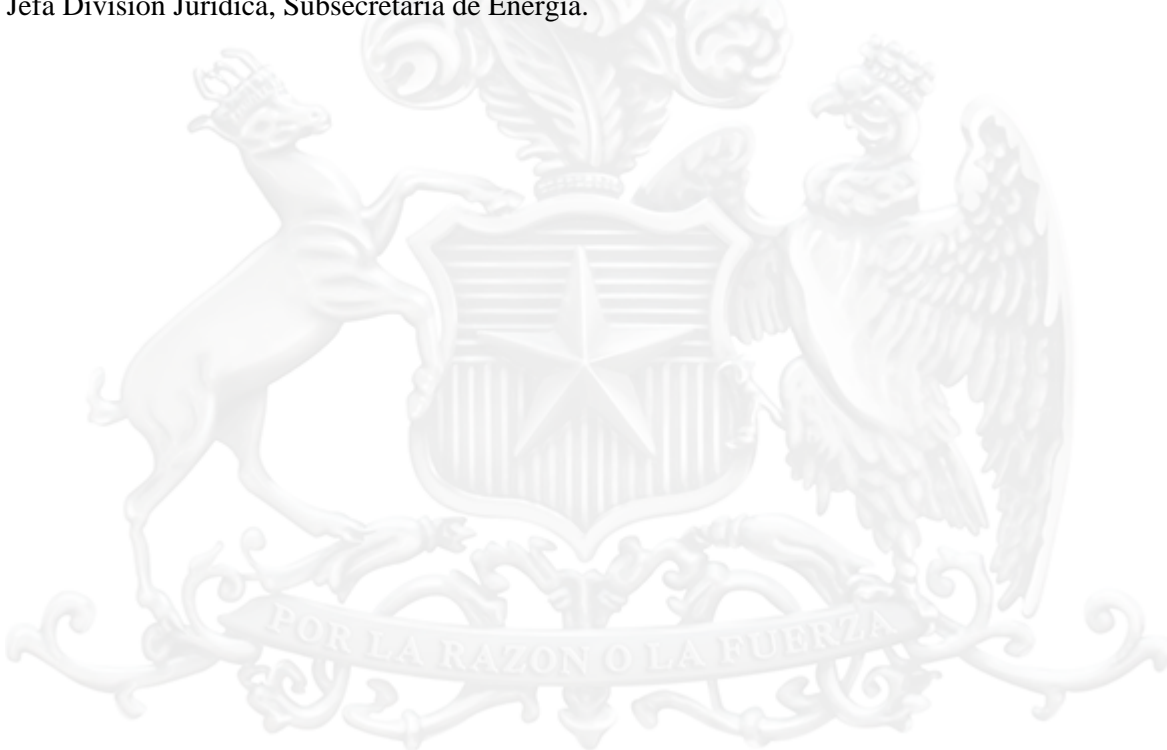 Jefa División Jurídica, Subsecretaría de Energía.
POR LA RAZON O LA FUERZA